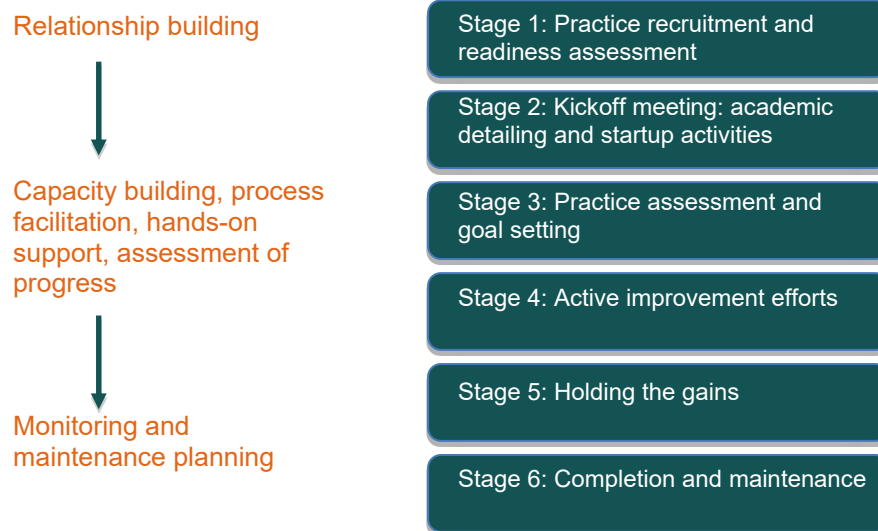 Relationship building
Capacity building, process
facilitation, hands-on
support, assessment of
progress
Monitoring and
maintenance planning
Stage 1: Practice recruitment and
readiness assessment
Stage 2: Kickoff meeting: academic
detailing and startup activities
Stage 3: Practice assessment and
goal setting
Stage 4: Active improvement efforts
Stage 5: Holding the gains
Stage 6: Completion and maintenance